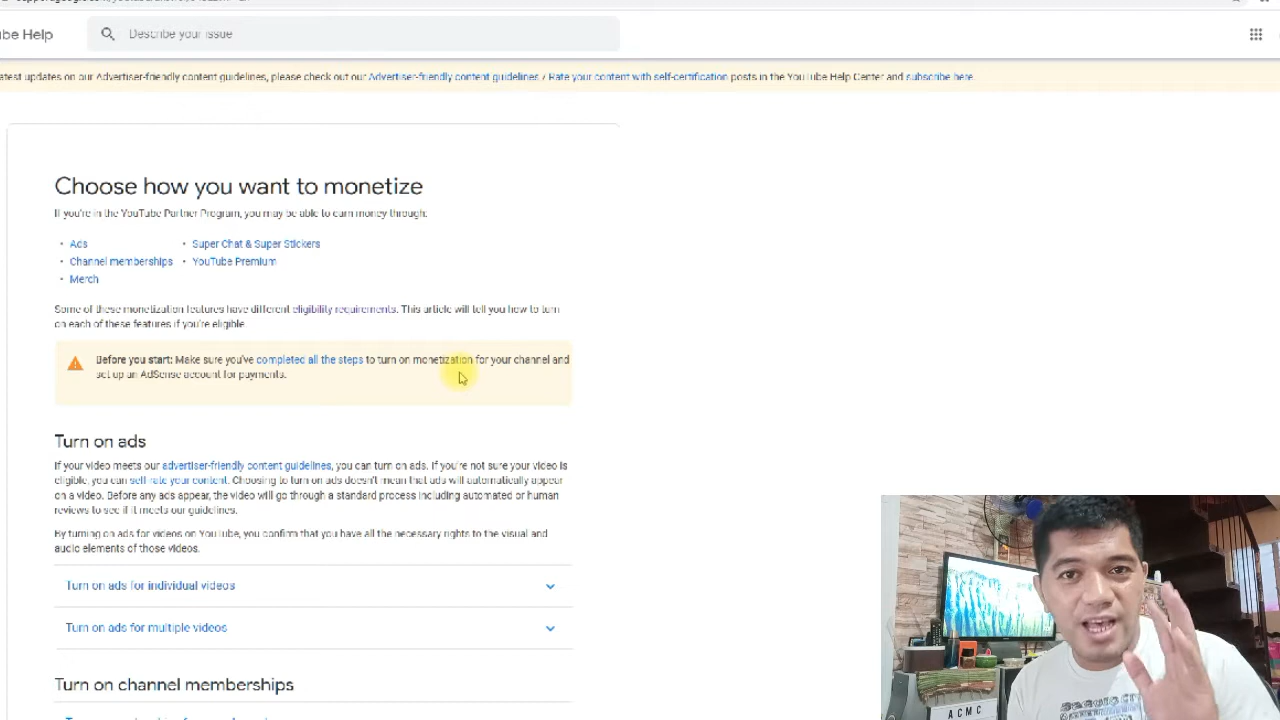 be Help
Describe your issue
atest updates on our Advertiser-friendly content guidelines, please check out our Advertiser-friendly content guidelines / Rate your content with self-certification posts in the YouTube Help Center and subscribe here.
Choose how you want to monetize
If you're in the YouTube Partner Program, you may be able to earn money through:
• Ads
• Channel memberships
• Merch
• Super Chat & Super Stickers
• YouTube Premium
Some of these monetization features have different eligibility requirements. This article will tell you how to turn
on each of these features if you're eligible.
Before you start: Make sure you've completed all the steps to turn on monetization for your channel and
set up an AdSense account for payments.
Turn on ads
If your video meets our advertiser-friendly content guidelines, you can turn on ads. If you're not sure your video is
eligible, you can self-rate your content. Choosing to turn on ads doesn't mean that ads will automatically appear
on a video. Before any ads appear, the video will go through a standard process including automated or human
reviews to see if it meets our guidelines.
By turning on ads for videos on YouTube, you confirm that you have all the necessary rights to the visual and
audio elements of those videos.
Turn on ads for individual videos
Turn on ads for multiple videos
Turn on channel memberships
ACMC